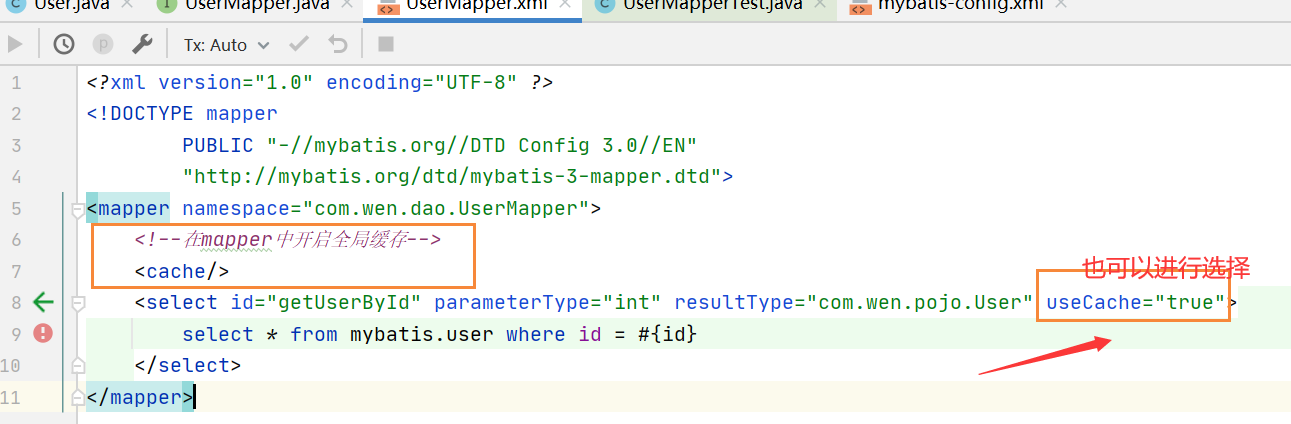 User.java UserMapper.java UserMapper.xml UserMapperTest.java mybatis-config.xml
Tx: Auto
1 <?xml version="1.0" encoding="UTF-8" ?>
2 <!DOCTYPE mapper
3 PUBLIC "-//mybatis.org//DTD Config 3.0//EN"
4 "http://mybatis.org/dtd/mybatis-3-mapper.dtd">
5 <mapper namespace="com.wen.dao.UserMapper">
6 <!--在mapper中开启全局缓存-->
7 <cache/>
也可以进行选择
8 <select id="getUserById" parameterType="int" resultType="com.wen.pojo.User" useCache="true">
9 select * from mybatis.user where id = #{id}
10 </select>
11 </mapper>